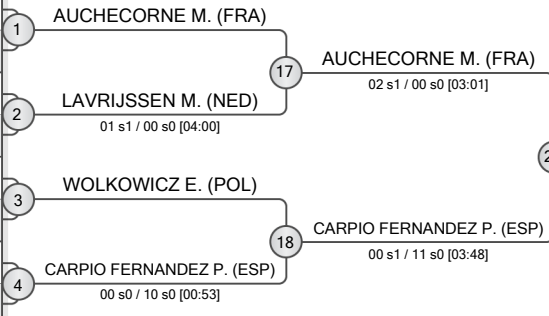 1
AUCHECORNE M. (FRA)
17
AUCHECORNE M. (FRA)
02 s1 / 00 s0 [03:01]
2
LAVRIJSSEN M. (NED)
01 s1 / 00 s0 [04:00]
3
WOLKOWICZ E. (POL)
18
CARPIO FERNANDEZ P. (ESP)
00 s1 / 11 s0 [03:48]
4
CARPIO FERNANDEZ P. (ESP)
00 s0 / 10 s0 [00:53]